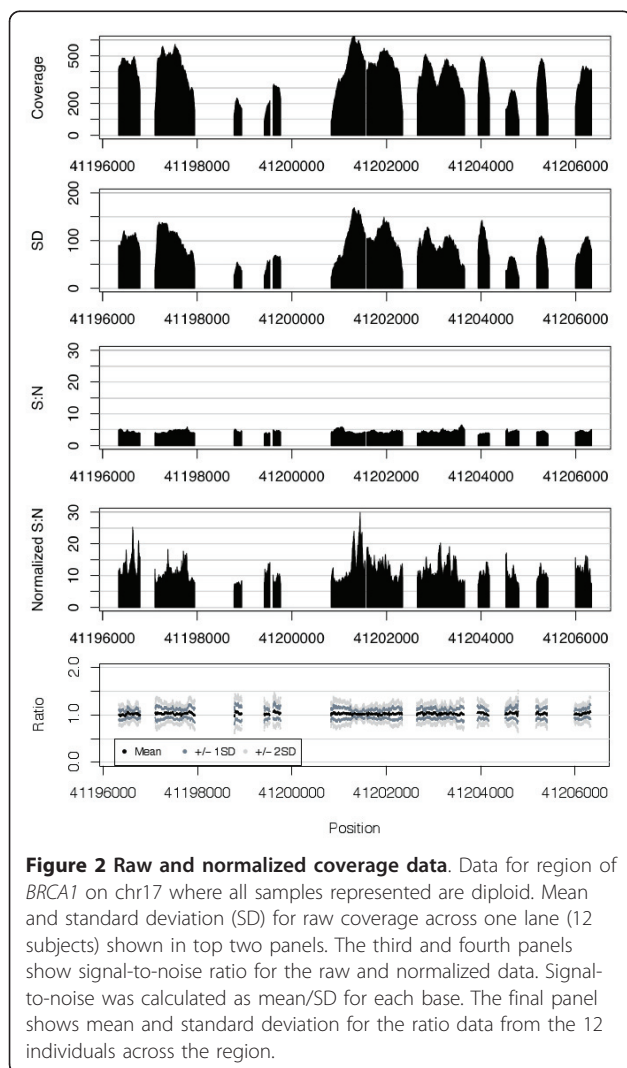 500
200
0
Coverage
41196000 41198000 41200000 41202000 41204000 41206000
200
100
0
SD
41196000 41198000 41200000 41202000 41204000 41206000
30
20
10
0
S:N
41196000 41198000 41200000 41202000 41204000 41206000
30
20
10
0
Normalized S:N
41196000 41198000 41200000 41202000 41204000 41206000
2.0
1.0
0.0
Ratio
Mean +/- 1SD +/- 2SD
41196000 41198000 41200000 41202000 41204000 41206000
Position
Figure 2 Raw and normalized coverage data. Data for region of
BRCA1 on chr17 where all samples represented are diploid. Mean
and standard deviation (SD) for raw coverage across one lane (12
subjects) shown in top two panels. The third and fourth panels
show signal-to-noise ratio for the raw and normalized data. Signal-
to-noise was calculated as mean/SD for each base. The final panel
shows mean and standard deviation for the ratio data from the 12
individuals across the region.